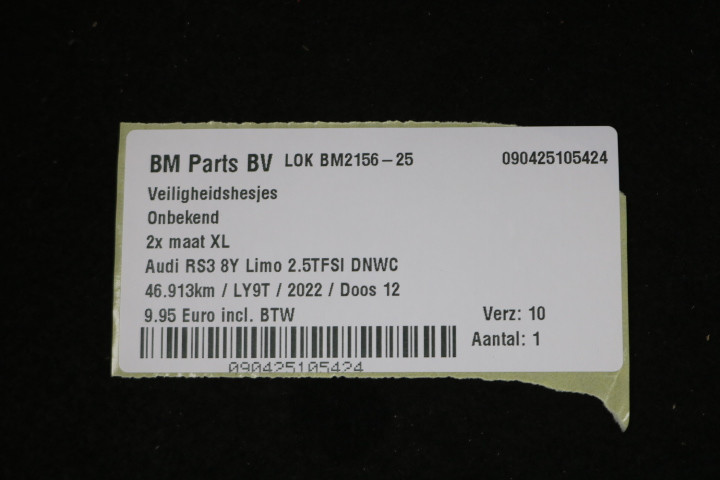 BM Parts BV LOK BM2156-25 090425105424
Veiligheidshesjes
Onbekend
2x maat XL
Audi RS3 8Y Limo 2.5TFSI DNWC
46.913km / LY9T / 2022 / Doos 12
9.95 Euro incl. BTW Verz: 10
Aantal: 1
090425105424